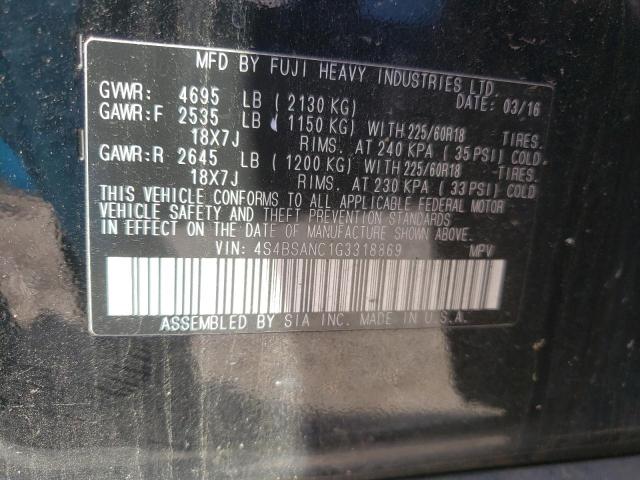 MFD BY FUJI HEAVY INDUSTRIES LTD.
GVWR: 4695 LB (2130 KG) DATE: 03/16
GAWR:F 2535 LB (1150 KG) WITH 225/60R18 TIRES.
18X7J RIMS. AT 240 KPA (35 PSI) COLD.
GAWR:R 2645 LB (1200 KG) WITH 225/60R18 TIRES.
18X7J RIMS. AT 230 KPA (33 PSI) COLD
THIS VEHICLE CONFORMS TO ALL APPLICABLE FEDERAL MOTOR
VEHICLE SAFETY AND THEFT PREVENTION STANDARDS
IN EFFECT ON THE DATE OF MANUFACTURE SHOWN ABOVE.
VIN: 4S4BSANC1G3318869 MPV
ASSEMBLED BY SIA INC. MADE IN U.S.A.